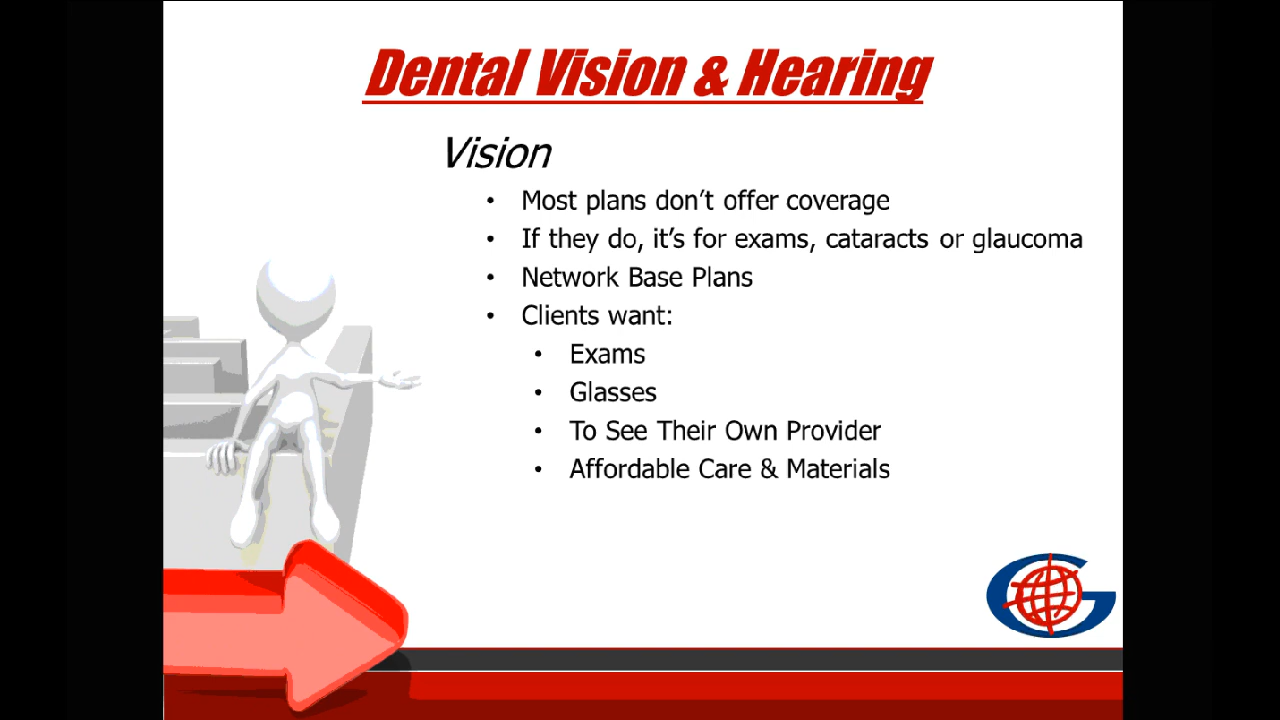 Dental Vision & Hearing
Vision
• Most plans don't offer coverage
• If they do, it's for exams, cataracts or glaucoma
• Network Base Plans
• Clients want:
• Exams
• Glasses
• To See Their Own Provider
• Affordable Care & Materials
G